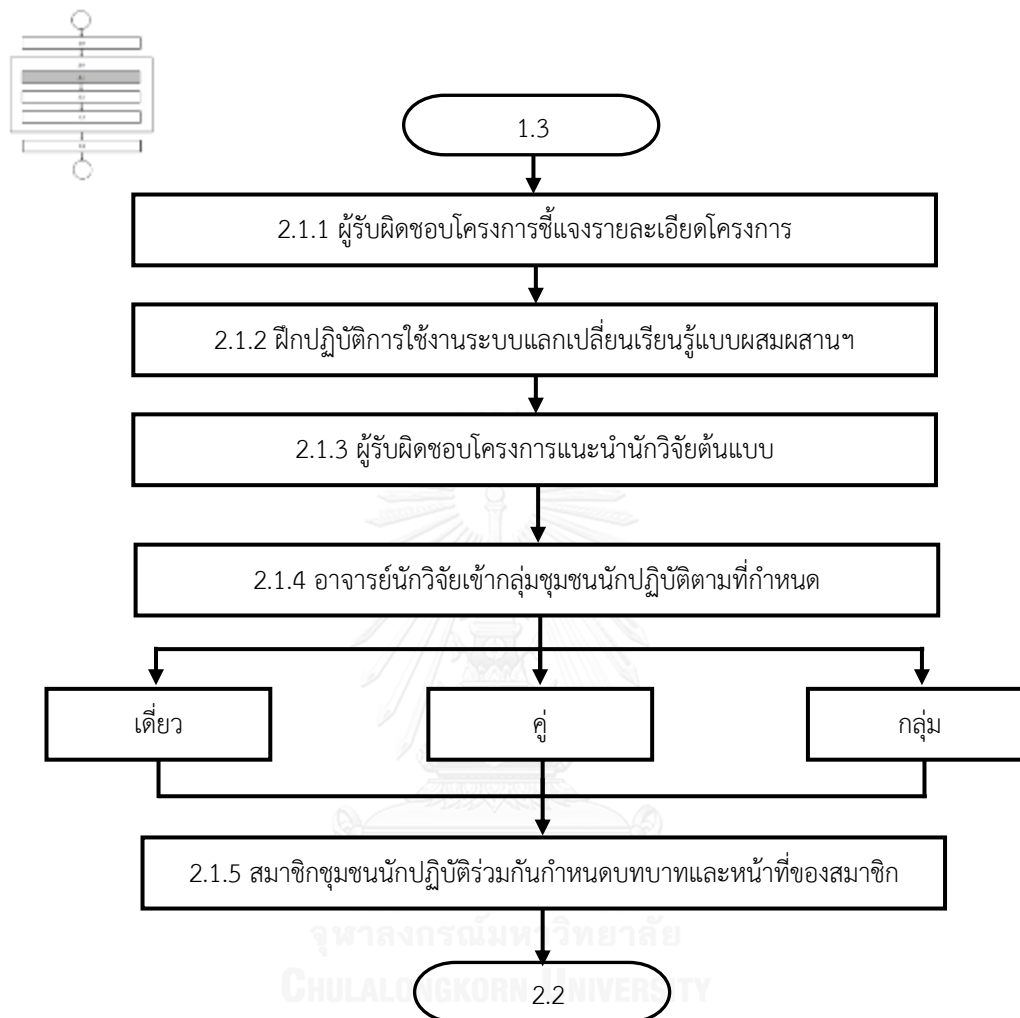 1.3
2.1.1 ผู้รับผิดชอบโครงการชี้แจงรายละเอียดโครงการ
2.1.2 ฝึกปฏิบัติการใช้งานระบบแลกเปลี่ยนเรียนรู้แบบผสมผสานฯ
2.1.3 ผู้รับผิดชอบโครงการแนะนำนักวิจัยต้นแบบ
2.1.4 อาจารย์นักวิจัยเข้ากลุ่มชุมชนนักปฏิบัติตามที่กำหนด
เดี่ยว คู่ กลุ่ม
2.1.5 สมาชิกชุมชนนักปฏิบัติร่วมกันกำหนดบทบาทและหน้าที่ของสมาชิก
จุฬาลงกรณ์มหาวิทยาลัย
CHULALONGKORN UNIVERSITY
2.2